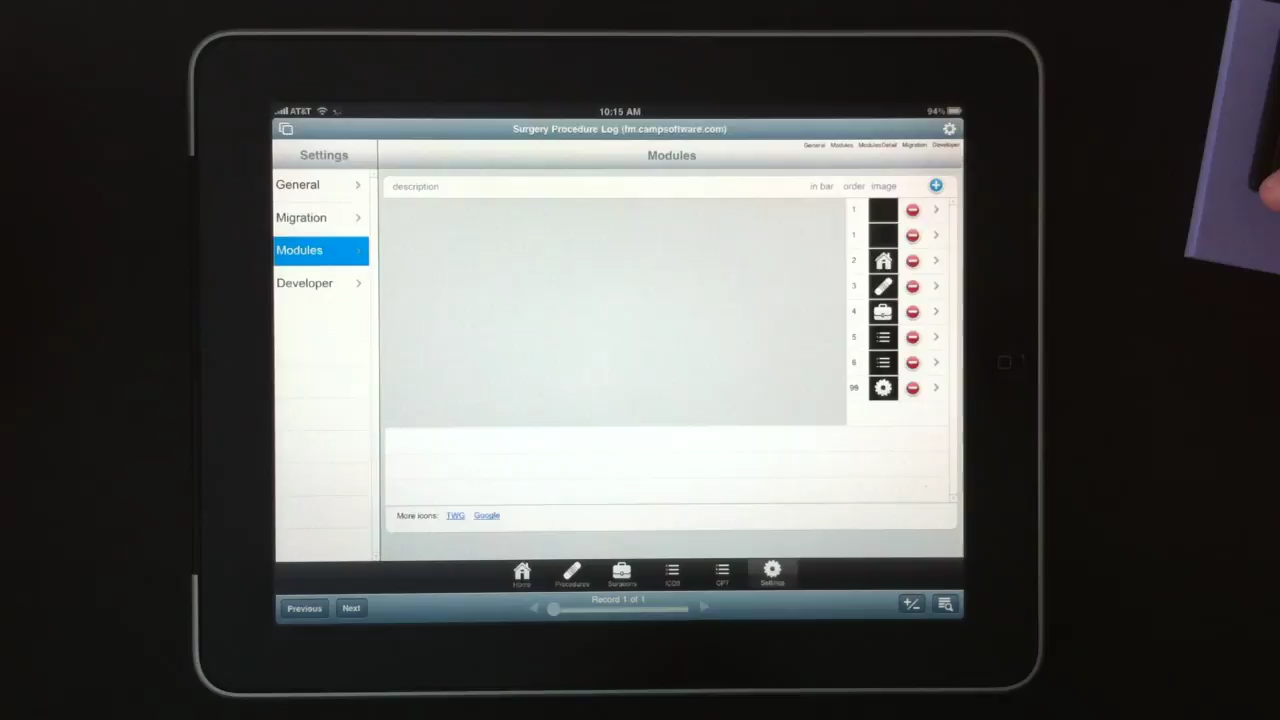 AT&T 10:15 AM 94%
Surgery Procedure Log (fm.campsoftware.com)
Settings
Modules
General Modules ModulesDetail Migration Developer
General
Migration
Modules
Developer
description in bar order image
1
1
2
3
4
5
6
99
More icons: TWG Google
Home Procedures Surgeons ICD9 CPT Settings
Previous Next Record 1 of 1